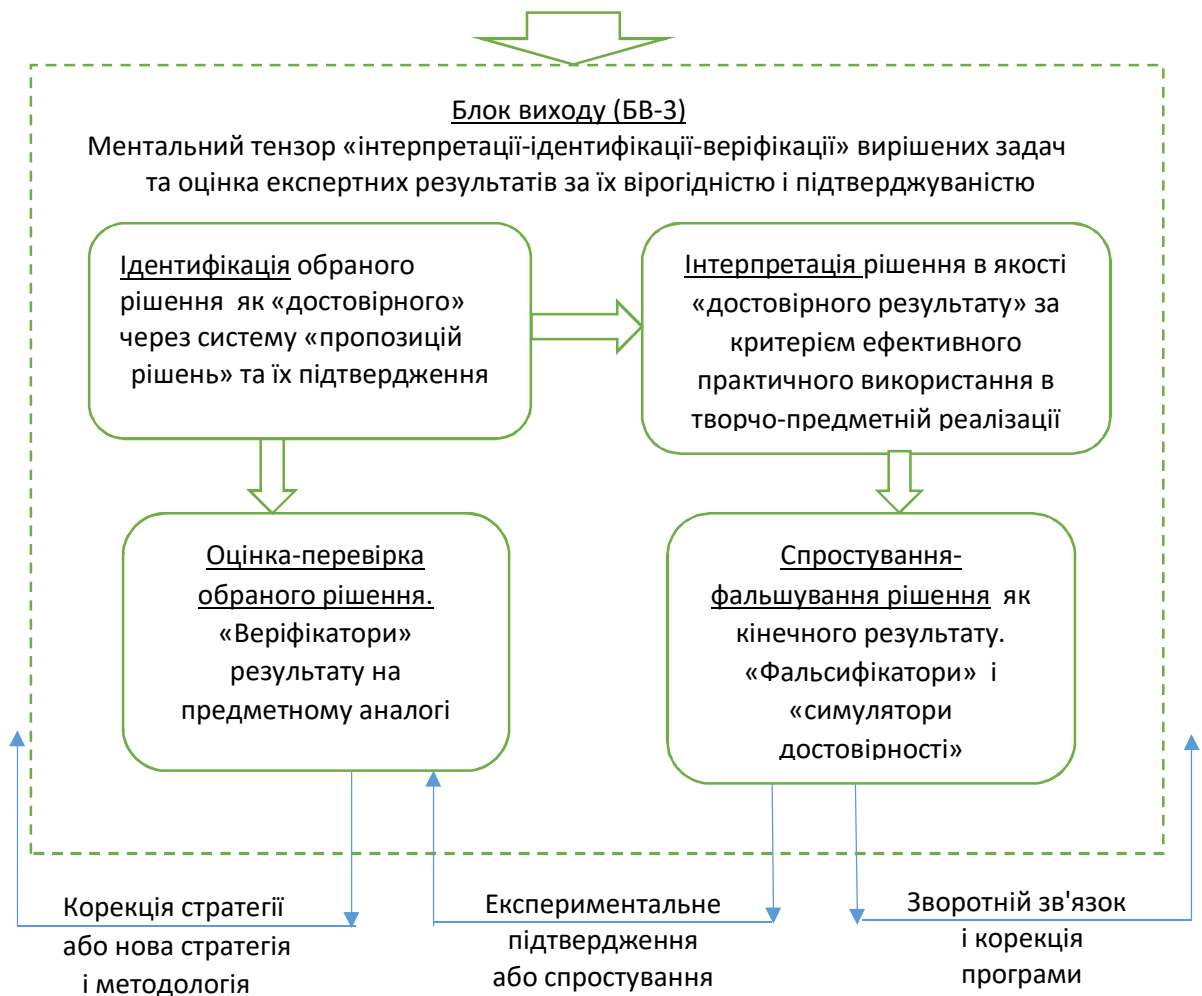 Блок виходу (БВ-3)
Ментальний тензор «інтерпретації-ідентифікації-веріфікації» вирішених задач
та оцінка експертних результатів за їх вірогідністю і підтверджуваністю
Ідентифікація обраного
рішення як «достовірного»
через систему «пропозицій
рішень» та їх підтвердження
Інтерпретація рішення в якості
«достовірного результату» за
критерієм ефективного
практичного використання в
творчо-предметній реалізації
Оцінка-перевірка
обраного рішення.
«Веріфікатори»
результату на
предметному аналогі
Спростування-
фальшування рішення як
кінечного результату.
«Фальсифікатори» і
«симулятори
достовірності»
Корекція стратегії
або нова стратегія
і методологія
Експериментальне
підтвердження
або спростування
Зворотній зв'язок
і корекція
програми